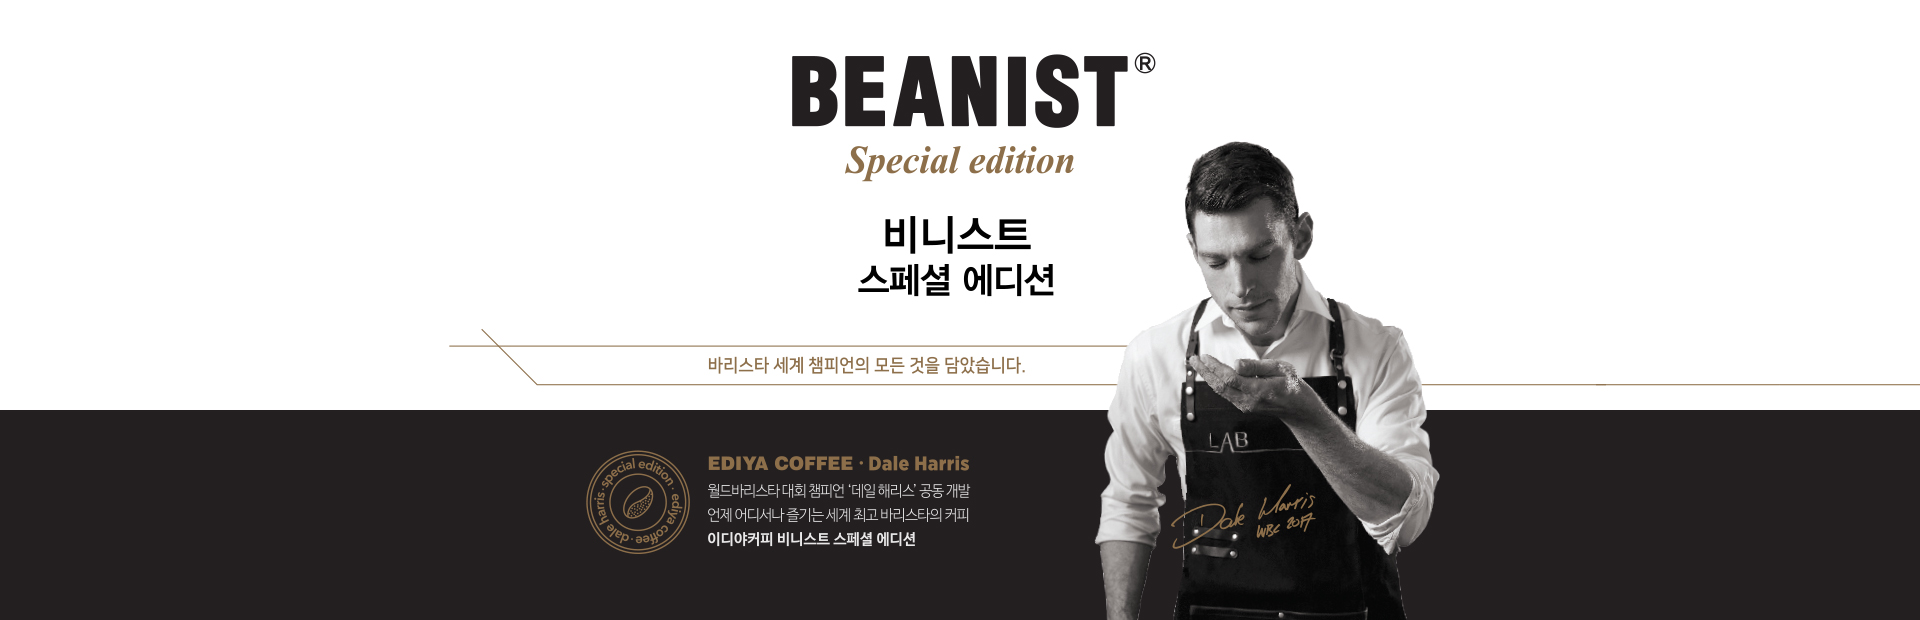 BEANIST®
Special edition
비니스트
스페셜 에디션
바리스타 세계 챔피언의 모든 것을 담았습니다.
special edition · ediya coffee · dale harris ·
EDIYA COFFEE · Dale Harris
월드바리스타 대회 챔피언 ‘데일 해리스’ 공동 개발
언제 어디서나 즐기는 세계 최고 바리스타의 커피
이디야커피 비니스트 스페셜 에디션
LAB
Dale Harris
WBC 2017